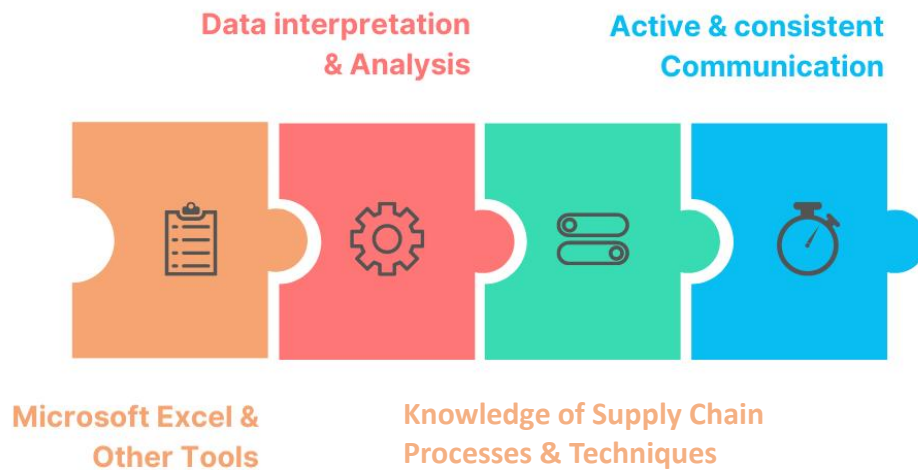 Data interpretation
& Analysis
Active & consistent
Communication
Microsoft Excel &
Other Tools
Knowledge of Supply Chain
Processes & Techniques